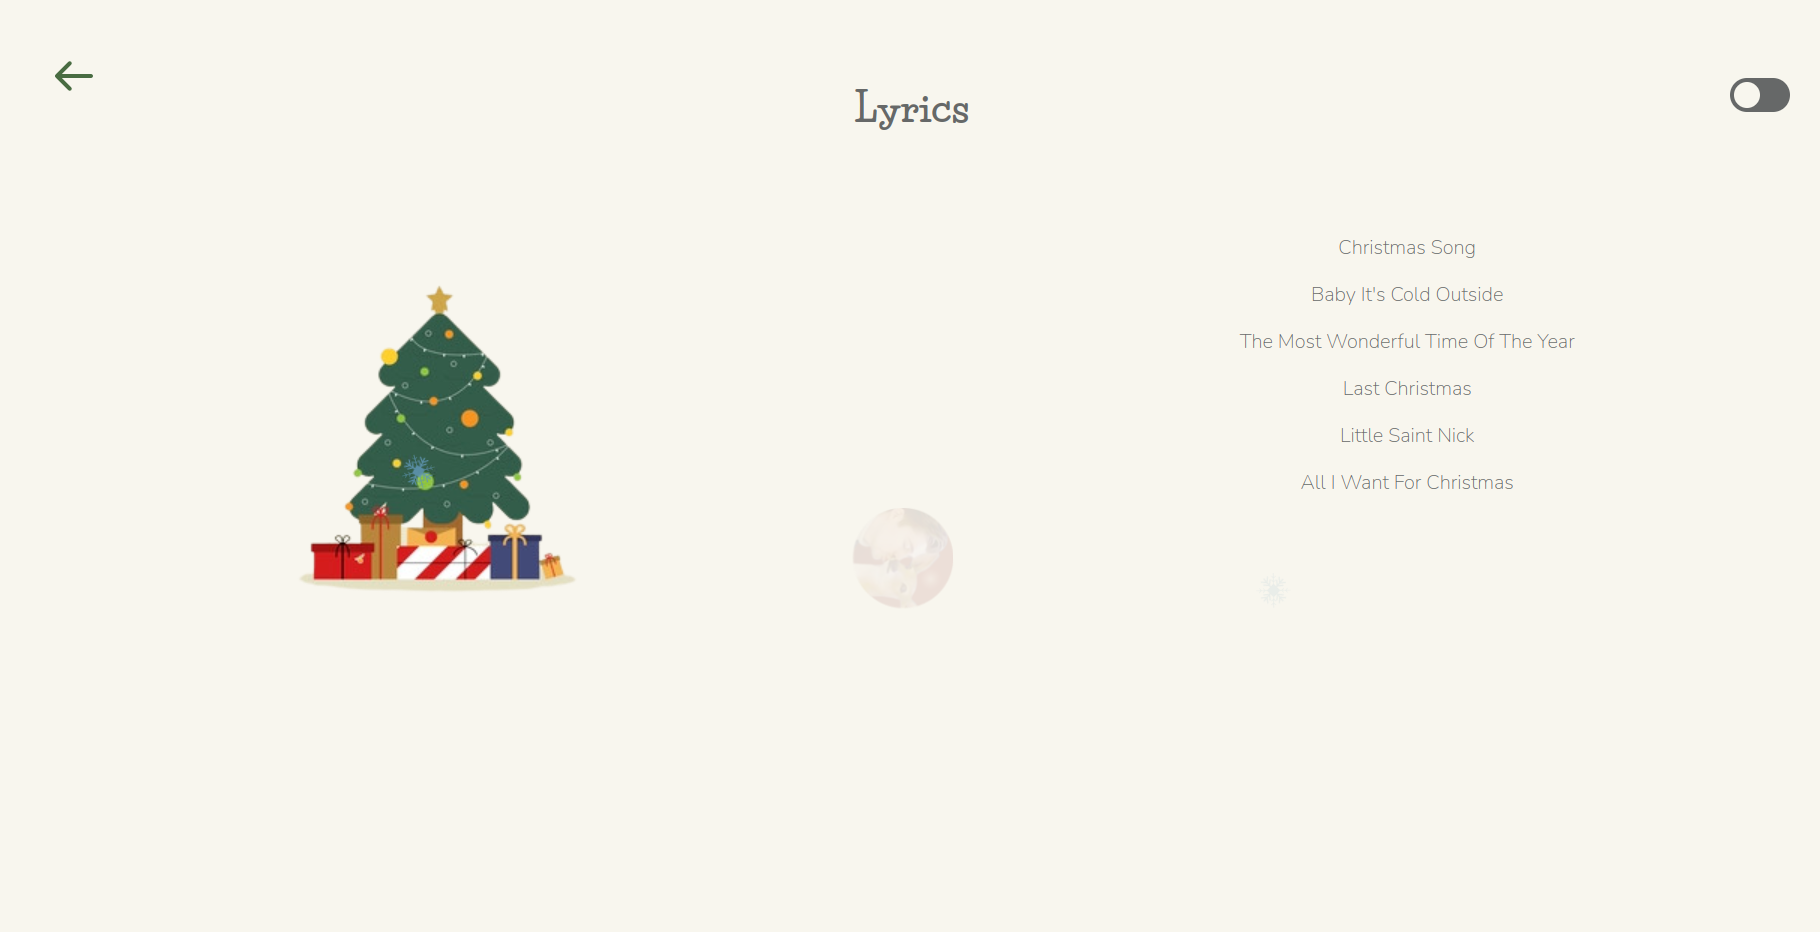 Lyrics
Christmas Song
Baby It's Cold Outside
The Most Wonderful Time Of The Year
Last Christmas
Little Saint Nick
All I Want For Christmas